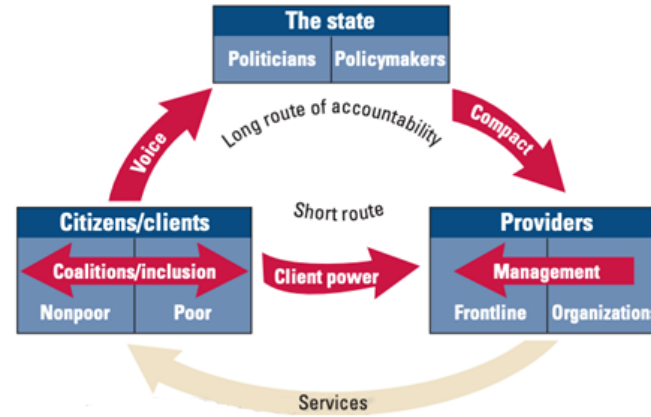 The state
Politicians Policymakers
Voice
Long route of accountability
Compact
Citizens/clients
Short route
Providers
Coalitions/inclusion
Client power
Management
Nonpoor Poor
Frontline Organizations
Services